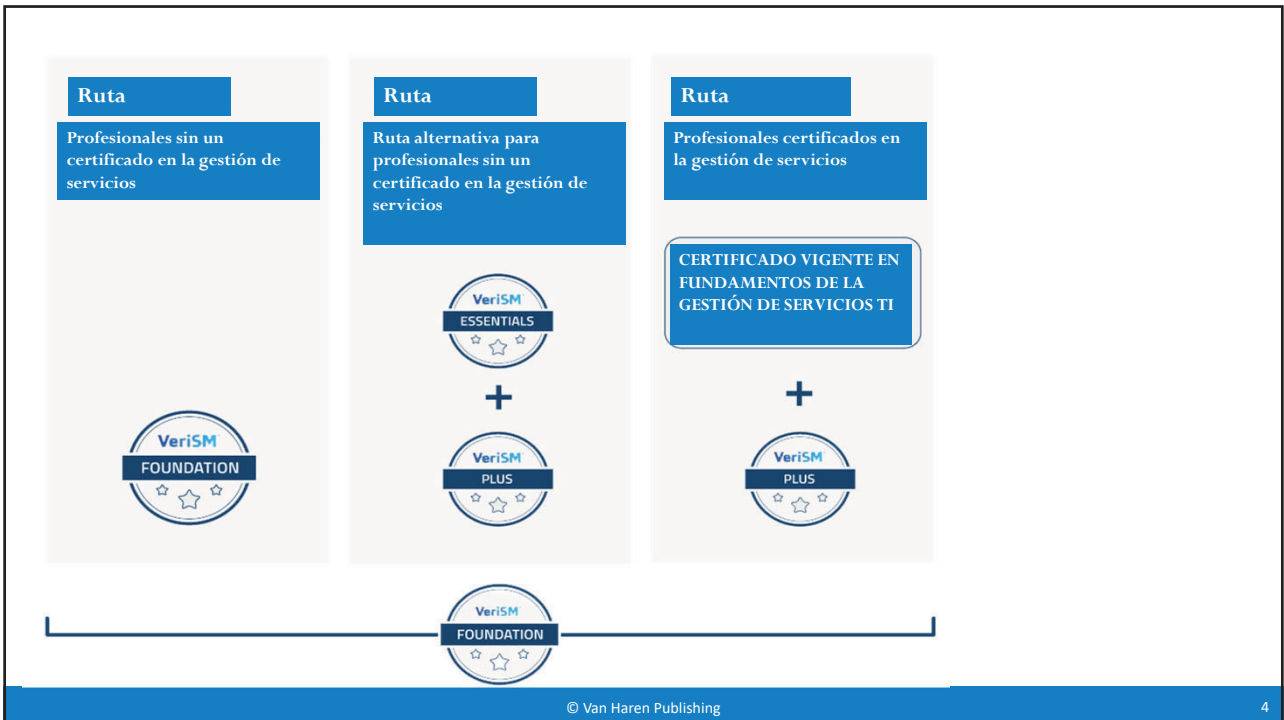 Ruta
Profesionales sin un
certificado en la gestión de
servicios
VeriSM
FOUNDATION
Ruta
Ruta alternativa para
profesionales sin un
certificado en la gestión de
servicios
VeriSM™
ESSENTIALS
+
VeriSM
PLUS
Ruta
Profesionales certificados en
la gestión de servicios
CERTIFICADO VIGENTE EN
FUNDAMENTOS DE LA
GESTIÓN DE SERVICIOS TI
+
VeriSM
PLUS
VeriSM
FOUNDATION
© Van Haren Publishing
4